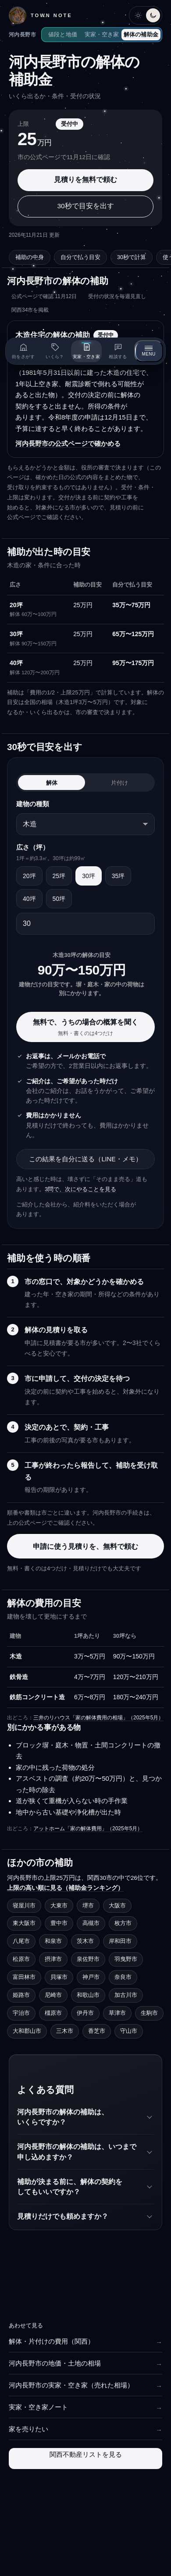 TOWN NOTE
河内長野市
値段と地価
実家・空き家
解体の補助金
河内長野市の解体の
補助金
いくら出るか・条件・受付の状況
上限
受付中
25万円
市の公式ページで11月12日に確認
見積りを無料で頼む
30秒で目安を出す
2026年11月21日 更新
補助の中身
自分で払う目安
30秒で計算
河内長野市の解体の補助
公式ページで確認 11月12日
受付の状況を毎週見直し
関西34市を掲載
木造住宅の解体の補助
受付中
街をさがす
いくら？
実家・空き家
相談する
MENU
（1981年5月31日以前に建った木造の住宅で、
1年以上空き家、耐震診断で倒れる可能性が
あると出た物）。交付の決定の前に解体の
契約をすると出ません。所得の条件が
あります。令和8年度の申請は12月15日まで。
予算に達すると早く終わることがあります。
河内長野市の公式ページで確かめる
もらえるかどうかと金額は、役所の審査で決まります（この
ページは、確かめた日の公式の内容をまとめた物で、
受け取りを約束するものではありません）。受付・条件・
上限は変わります。交付が決まる前に契約や工事を
始めると、対象外になる市が多いので、見積りの前に
公式ページでご確認ください。
補助が出た時の目安
木造の家・条件に合った時
広さ
補助の目安
自分で払う目安
20坪
解体 60万〜100万円
25万円
35万〜75万円
30坪
解体 90万〜150万円
25万円
65万〜125万円
40坪
解体 120万〜200万円
25万円
95万〜175万円
補助は「費用の1/2・上限25万円」で計算しています。解体の
目安は全国の相場（木造1坪3万〜5万円）です。対象に
なるか・いくら出るかは、市の審査で決まります。
30秒で目安を出す
解体
片付け
建物の種類
木造
広さ（坪）
1坪＝約3.3㎡、30坪は約99㎡
20坪
25坪
30坪
35坪
40坪
50坪
30
木造30坪の解体の目安
90万〜150万円
建物だけの目安です。塀・庭木・家の中の荷物は
別にかかります。
無料で、うちの場合の概算を聞く
無料・書くのは4つだけ
お返事は、メールかお電話で
ご希望の方で、2営業日以内にお返事します。
ご紹介は、ご希望があった時だけ
会社のご紹介は、お話をうかがって、ご希望が
あった時だけです。
費用はかかりません
見積りだけで終わっても、費用はかかりませ
ん。
この結果を自分に送る（LINE・メモ）
高いと感じた時は、壊さずに「そのまま売る」道も
あります。3問で、次にやることを見る
ご紹介した会社から、紹介料をいただく場合が
あります。
補助を使う時の順番
1
市の窓口で、対象かどうかを確かめる
建った年・空き家の期間・所得などの条件があり
ます。
2
解体の見積りを取る
申請に見積書が要る市が多いです。2〜3社でくら
べると安心です。
3
市に申請して、交付の決定を待つ
決定の前に契約や工事を始めると、対象外になり
ます。
4
決定のあとで、契約・工事
工事の前後の写真が要る市もあります。
5
工事が終わったら報告して、補助を受け取
る
報告の期限があります。
順番や書類は市ごとに違います。河内長野市の手続きは、
上の公式ページでご確認ください。
申請に使う見積りを、無料で頼む
無料・書くのは4つだけ・見積りだけでも大丈夫です
解体の費用の目安
建物を壊して更地にするまで
建物
1坪あたり
30坪なら
木造
3万〜5万円
90万〜150万円
鉄骨造
4万〜7万円
120万〜210万円
鉄筋コンクリート造
6万〜8万円
180万〜240万円
出どころ：三井のリハウス「家の解体費用の相場」（2025年5月）
別にかかる事がある物
ブロック塀・庭木・物置・土間コンクリートの撤
去
家の中に残った荷物の処分
アスベストの調査（約20万〜50万円）と、見つかっ
た時の除去
道が狭くて重機が入らない時の手作業
地中から古い基礎や浄化槽が出た時
出どころ：アットホーム「家の解体費用」（2025年5月）
ほかの市の補助
河内長野市の上限25万円は、関西30市の中で28位です。
上限の高い順に見る（補助金ランキング）
寝屋川市
大東市
堺市
大阪市
東大阪市
豊中市
高槻市
枚方市
八尾市
和泉市
茨木市
岸和田市
松原市
摂津市
泉佐野市
羽曳野市
富田林市
貝塚市
神戸市
奈良市
姫路市
尼崎市
和歌山市
加古川市
宇治市
橿原市
伊丹市
草津市
生駒市
大和郡山市
三木市
香芝市
守山市
よくある質問
河内長野市の解体の補助は、
いくらですか？
河内長野市の解体の補助は、いつまで
申し込めますか？
補助が決まる前に、解体の契約を
してもいいですか？
見積りだけでも頼めますか？
あわせて見る
解体・片付けの費用（関西）
河内長野市の地価・土地の相場
河内長野市の実家・空き家（売れた相場）
実家・空き家ノート
家を売りたい
関西不動産リストを見る